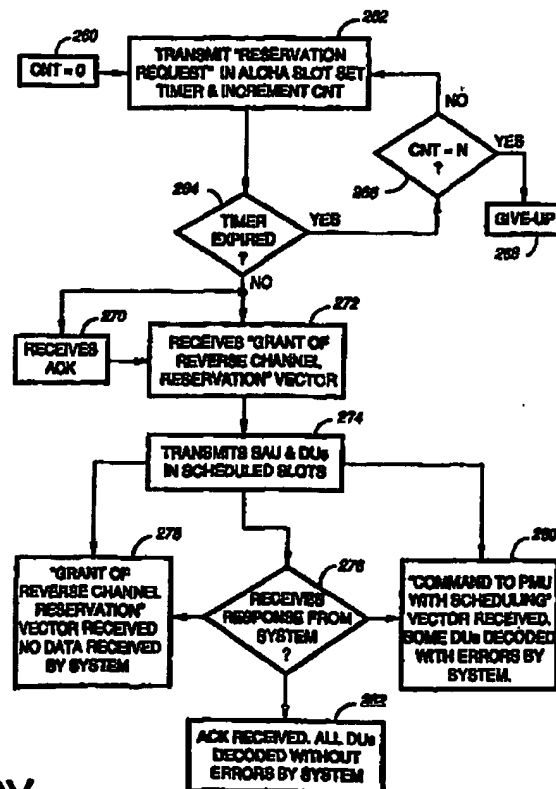 260
CNT = 0
262
TRANSMIT "RESERVATION
REQUEST" IN ALOHA SLOT SET
TIMER & INCREMENT CNT
NO
CNT = N
?
YES
266
GIVE-UP
268
264
TIMER
EXPIRED
?
YES
NO
270
RECEIVES
ACK
272
RECEIVES "GRANT OF
REVERSE CHANNEL
RESERVATION" VECTOR
274
TRANSMITS SAU & DUs
IN SCHEDULED SLOTS
278
"GRANT OF
REVERSE CHANNEL
RESERVATION"
VECTOR RECEIVED
NO DATA RECEIVED
BY SYSTEM
276
RECEIVES
RESPONSE FROM
SYSTEM
?
280
"COMMAND TO PMU
WITH SCHEDULING"
VECTOR RECEIVED.
SOME DUs DECODED
WITH ERRORS BY
SYSTEM.
282
ACK RECEIVED. ALL DUs
DECODED WITHOUT
ERRORS BY SYSTEM